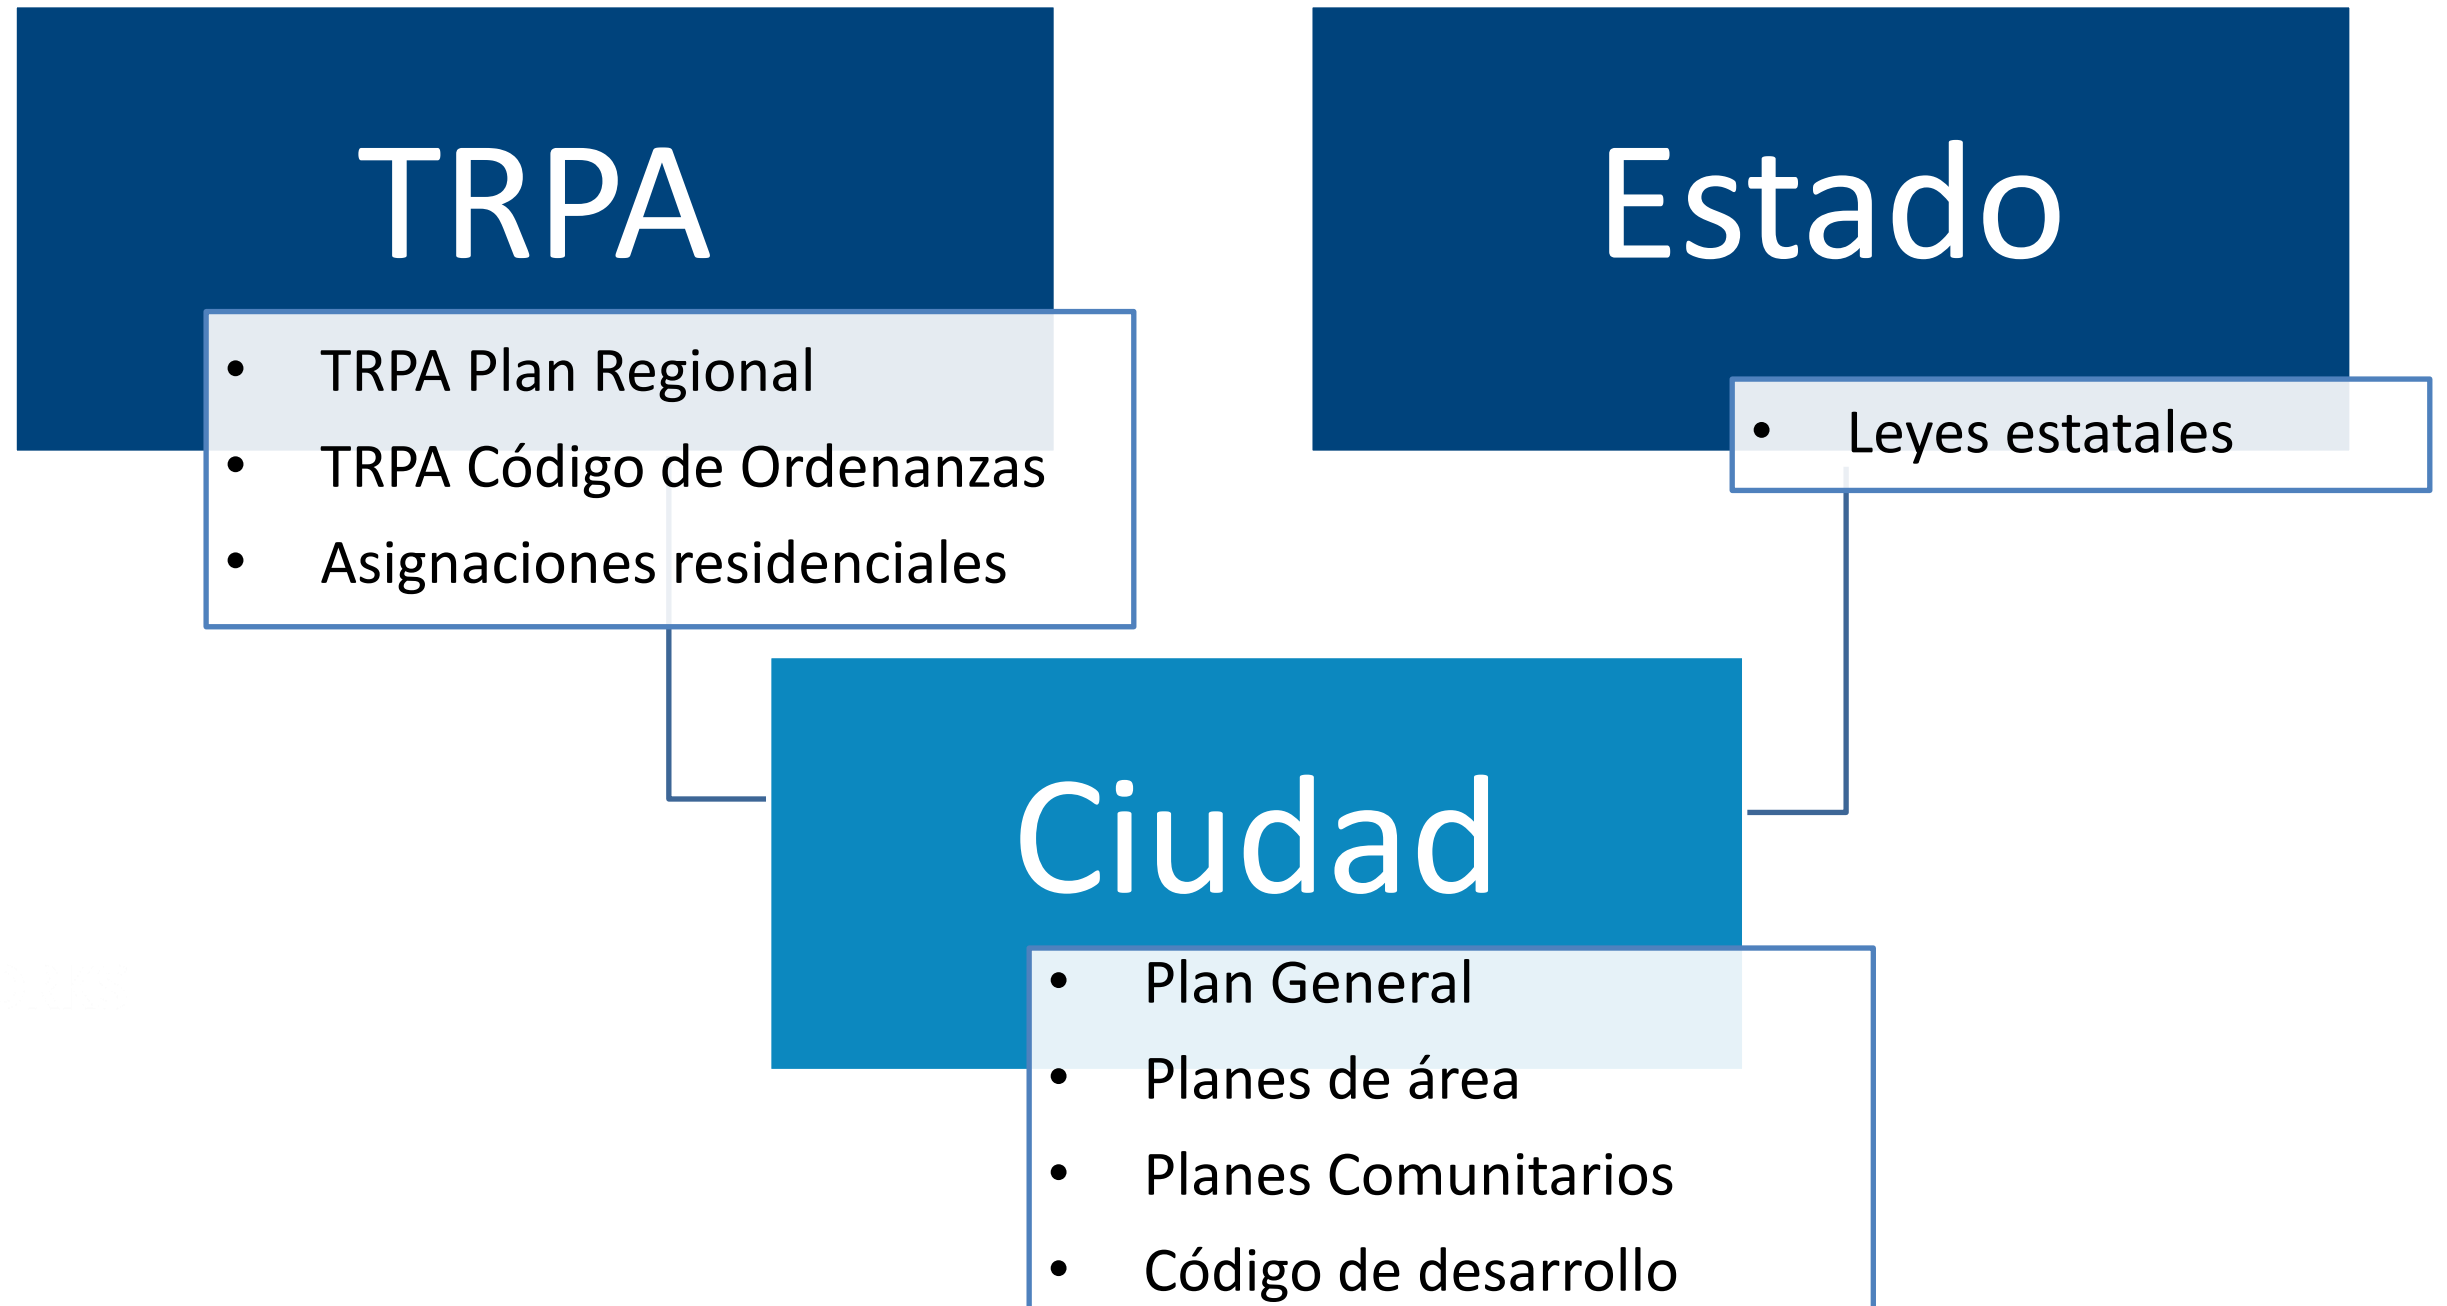 TRPA
• TRPA Plan Regional
• TRPA Código de Ordenanzas
• Asignaciones residenciales
Estado
• Leyes estatales
Ciudad
• Plan General
• Planes de área
• Planes Comunitarios
• Código de desarrollo